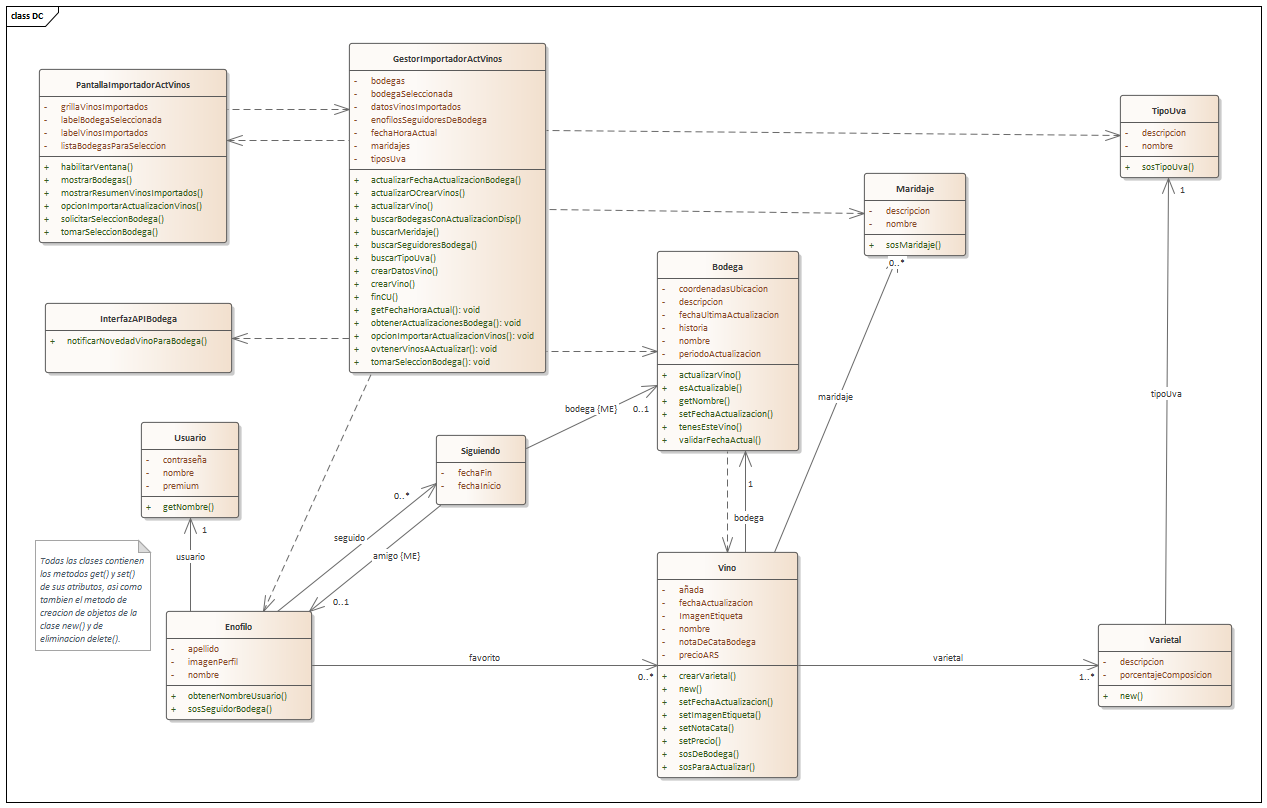 class DC
PantallaImportadorActVinos
- grillaVinosImportados
- labelBodegaSeleccionada
- labelVinosImportados
- listaBodegasParaSeleccion
+ habilitarVentana()
+ mostrarBodegas()
+ mostrarResumenVinosImportados()
+ opcionImportarActualizacionVinos()
+ solicitarSeleccionBodega()
+ tomarSeleccionBodega()
GestorImportadorActVinos
- bodegas
- bodegaSeleccionada
- datosVinosImportados
- enofilosSeguidoresDeBodega
- fechaHoraActual
- maridajes
- tiposUva
+ actualizarFechaActualizacionBodega()
+ actualizarOCrearVinos()
+ actualizarVino()
+ buscarBodegasConActualizacionDisp()
+ buscarMeridaje()
+ buscarSeguidoresBodega()
+ buscarTipoUva()
+ crearDatosVino()
+ crearVino()
+ finCU()
+ getFechaHoraActual(): void
+ obtenerActualizacionesBodega(): void
+ opcionImportarActualizacionVinos(): void
+ ovtenerVinosAActualizar(): void
+ tomarSeleccionBodega(): void
TipoUva
- descripcion
- nombre
+ sosTipoUva()
1
Maridaje
- descripcion
- nombre
+ sosMaridaje()
0..*
InterfazAPIBodega
+ notificarNovedadVinoParaBodega()
Bodega
- coordenadasUbicacion
- descripcion
- fechaUltimaActualizacion
- historia
- nombre
- periodoActualizacion
+ actualizarVino()
+ esActualizable()
+ getNombre()
+ setFechaActualizacion()
+ tenesEsteVino()
+ validarFechaActual()
maridaje
tipoUva
bodega {ME}
0..1
Usuario
- contraseña
- nombre
- premium
+ getNombre()
1
usuario
Siguiendo
- fechaFin
- fechaInicio
0..*
seguido
amigo {ME}
0..1
1
bodega
Todas las clases contienen
los metodos get() y set()
de sus atributos, asi como
tambien el metodo de
creacion de objetos de la
clase new() y de
eliminacion delete().
Enofilo
- apellido
- imagenPerfil
- nombre
+ obtenerNombreUsuario()
+ sosSeguidorBodega()
favorito
0..*
Vino
- añada
- fechaActualizacion
- ImagenEtiqueta
- nombre
- notaDeCataBodega
- precioARS
+ crearVarietal()
+ new()
+ setFechaActualizacion()
+ setImagenEtiqueta()
+ setNotaCata()
+ setPrecio()
+ sosDeBodega()
+ sosParaActualizar()
varietal
1..*
Varietal
- descripcion
- porcentajeComposicion
+ new()